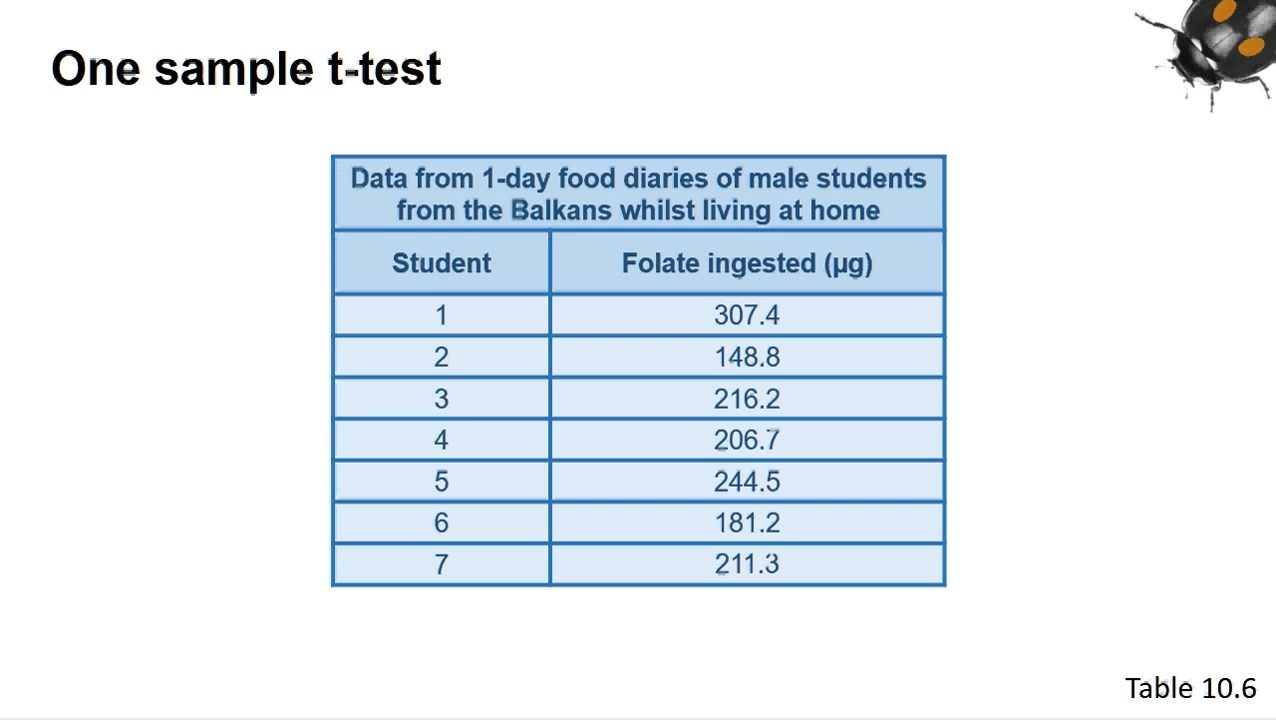 One sample t-test
Data from 1-day food diaries of male students
from the Balkans whilst living at home
Student Folate ingested (µg)
1 307.4
2 148.8
3 216.2
4 206.7
5 244.5
6 181.2
7 211.3
Table 10.6